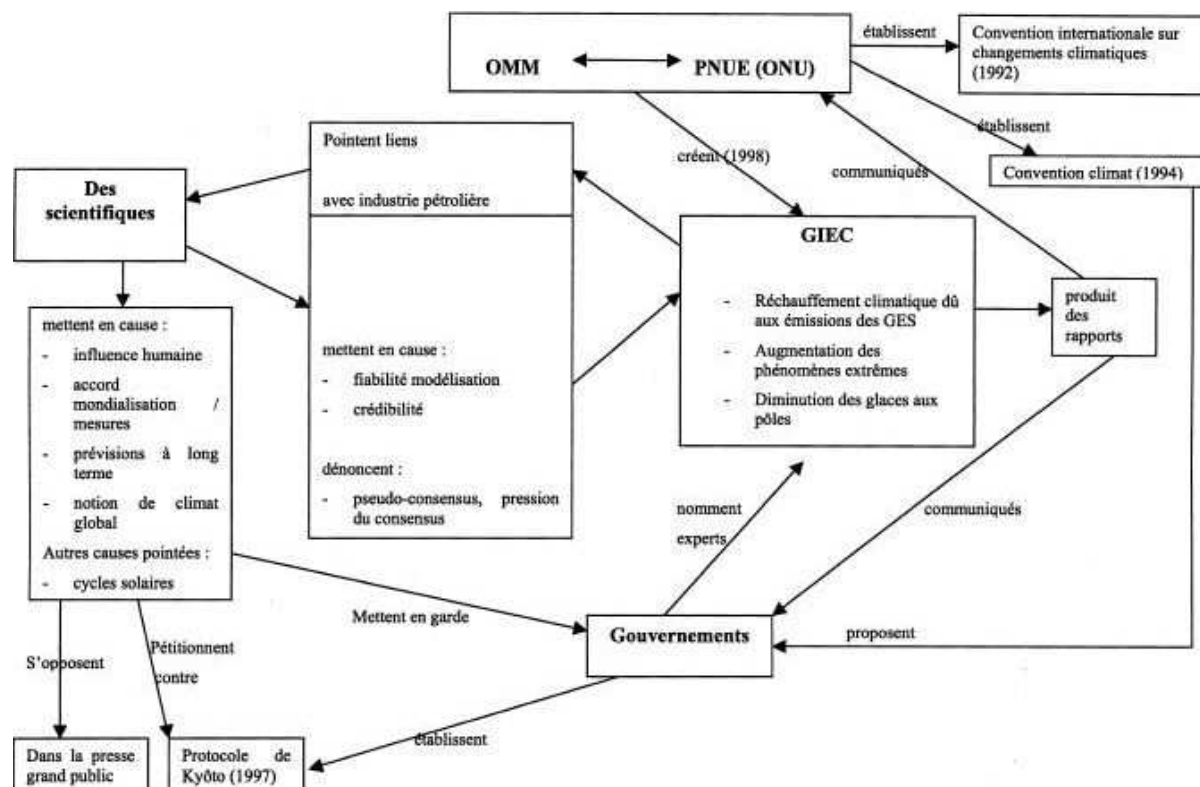 établissent
Convention internationale sur
changements climatiques
(1992)
OMM
PNUE (ONU)
établissent
Convention climat (1994)
créent (1998)
communiqués
Pointent liens
avec industrie pétrolière
Des
scientifiques
GIEC
- Réchauffement climatique dû
aux émissions des GES
- Augmentation des
phénomènes extrêmes
- Diminution des glaces aux
pôles
produit
des
rapports
mettent en cause :
- influence humaine
- accord
mondialisation /
mesures
- prévisions à long
terme
- notion de climat
global
Autres causes pointées :
- cycles solaires
mettent en cause :
- fiabilité modélisation
- crédibilité
dénoncent :
- pseudo-consensus, pression
du consensus
nomment
experts
communiqués
Mettent en garde
Gouvernements
proposent
S'opposent
Pétitionnent
contre
établissent
Dans la presse
grand public
Protocole de
Kyôto (1997)